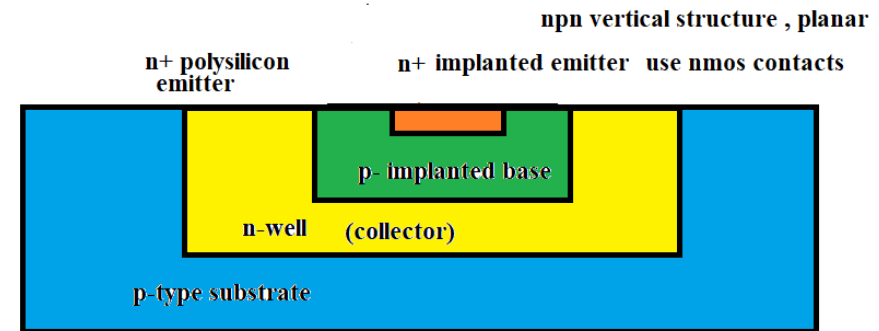 npn vertical structure , planar
n+ polysilicon
emitter
n+ implanted emitter use nmos contacts
p- implanted base
n-well (collector)
p-type substrate